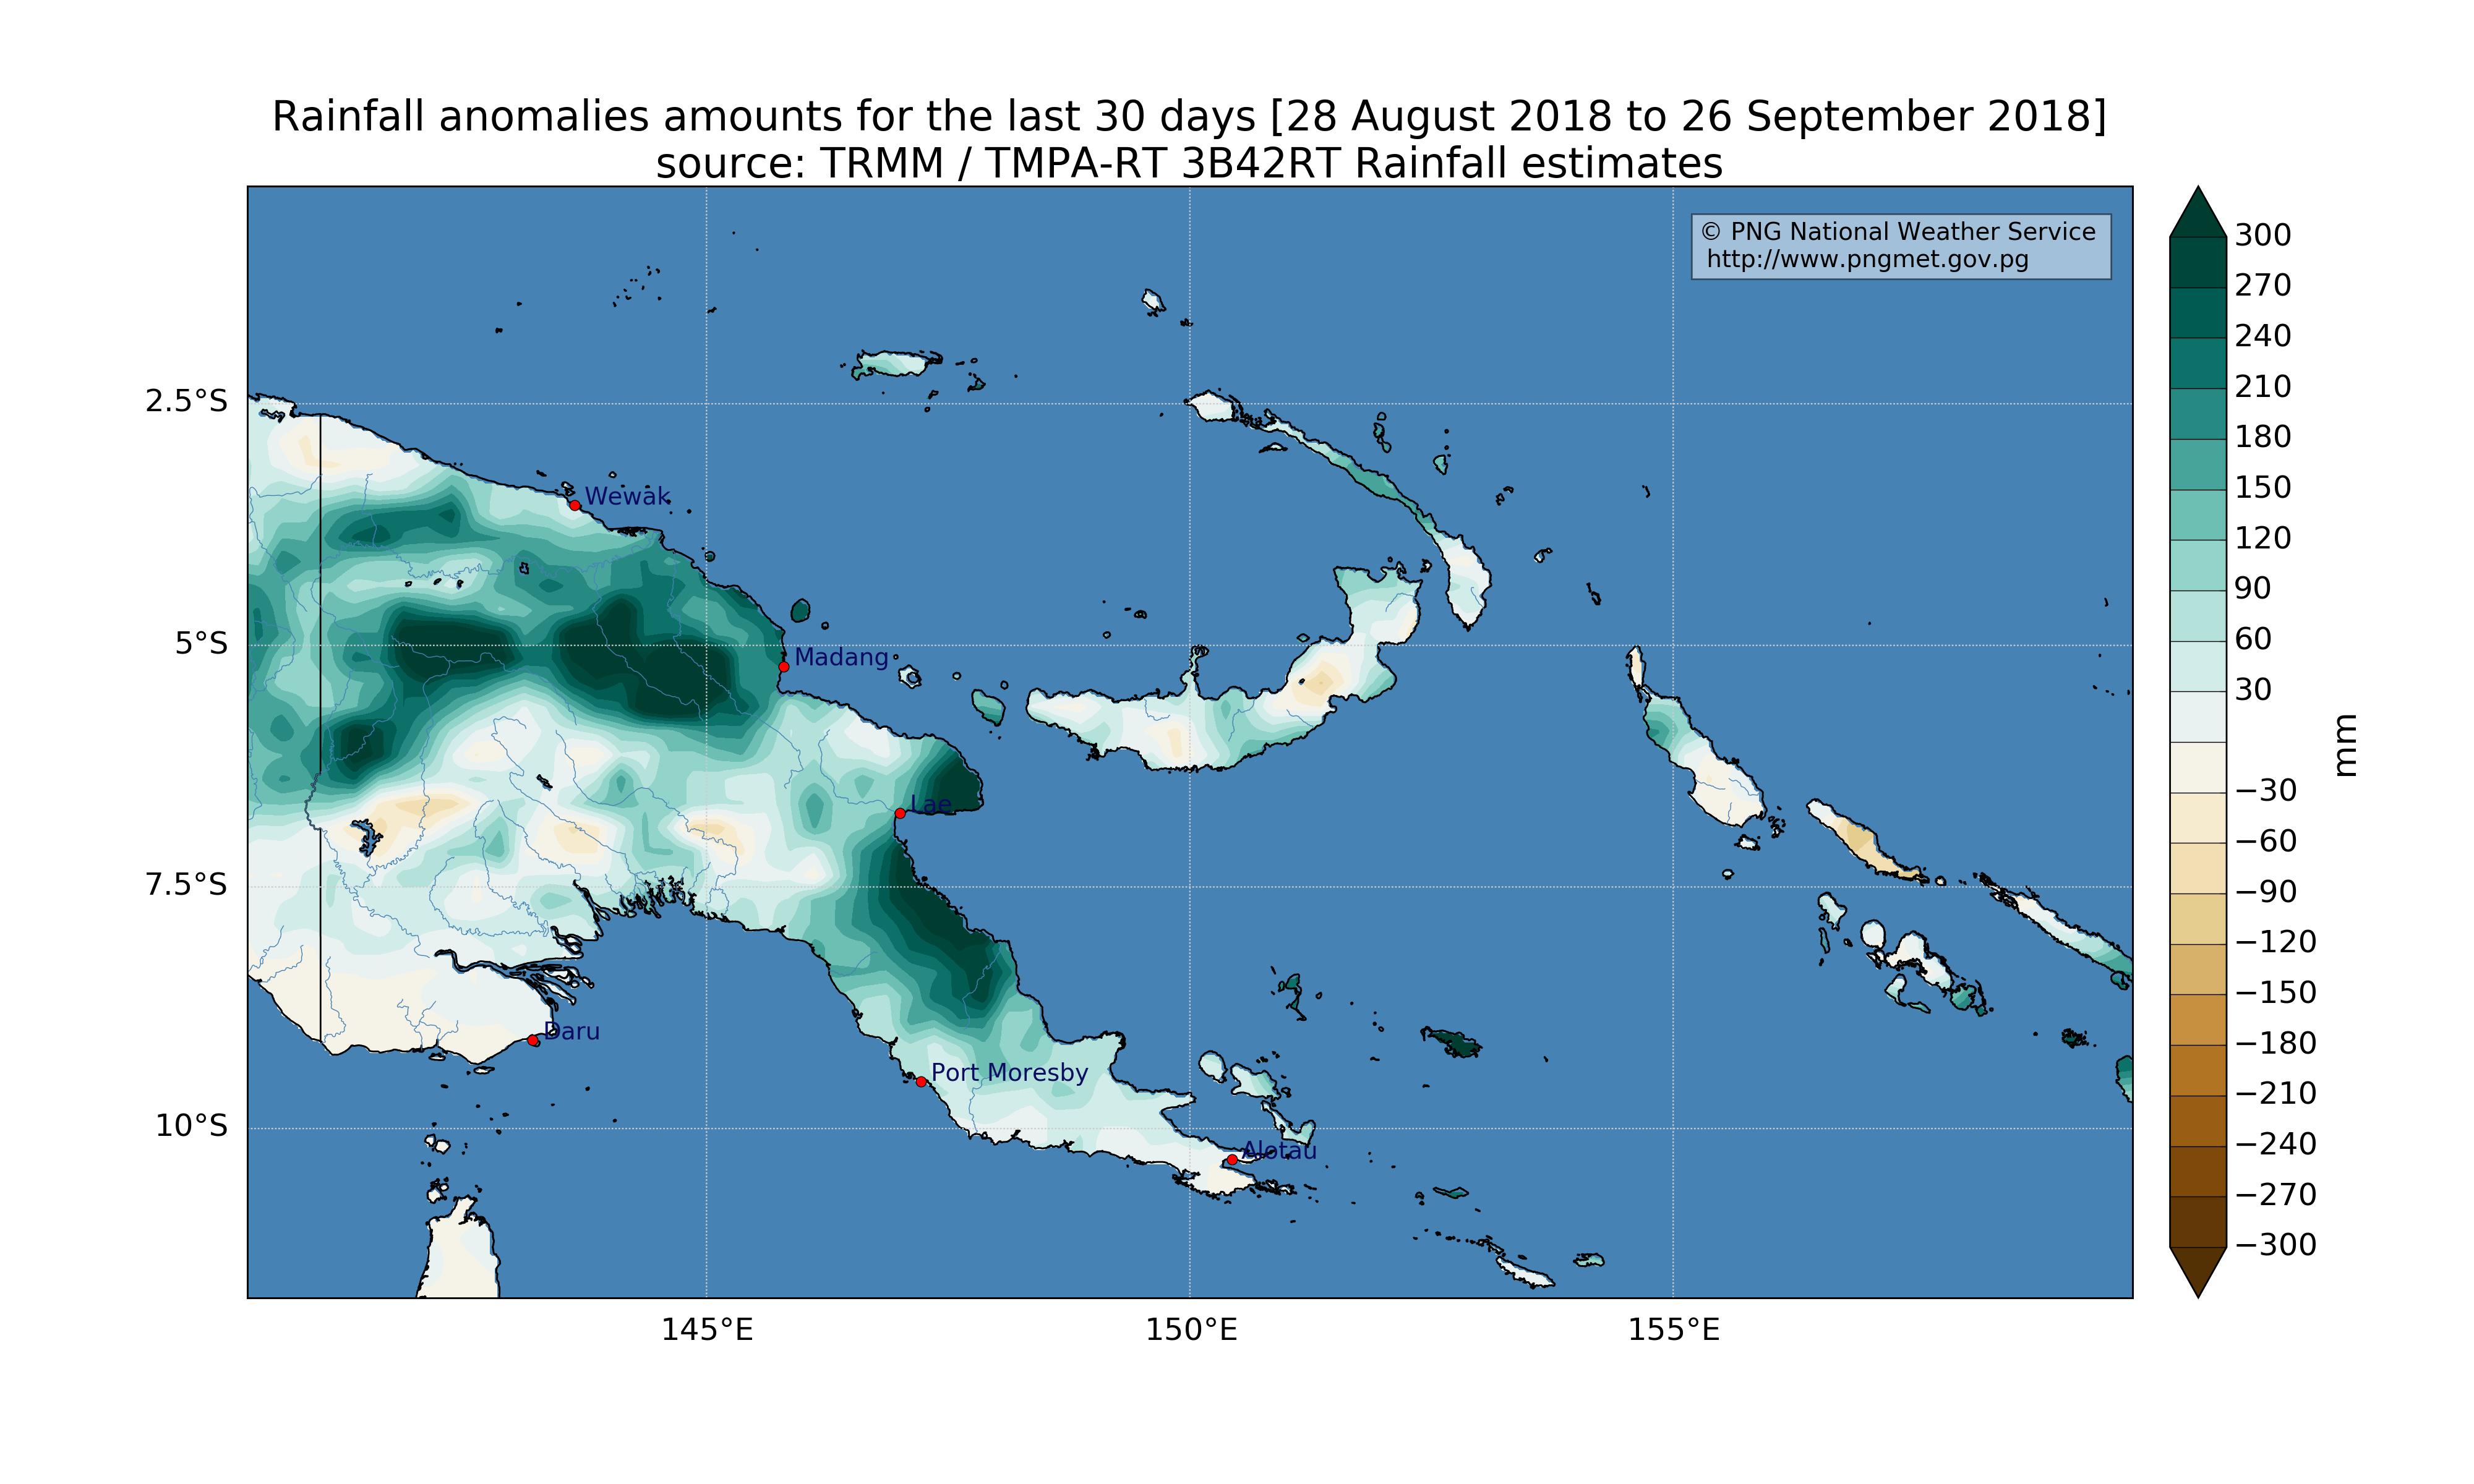 Rainfall anomalies amounts for the last 30 days [28 August 2018 to 26 September 2018]
source: TRMM / TMPA-RT 3B42RT Rainfall estimates
© PNG National Weather Service
http://www.pngmet.gov.pg
2.5°S
5°S
7.5°S
10°S
Wewak
Madang
Lae
Daru
Port Moresby
Alotau
145°E
150°E
155°E
300
270
240
210
180
150
120
90
60
30
−30
−60
−90
−120
−150
−180
−210
−240
−270
−300
mm